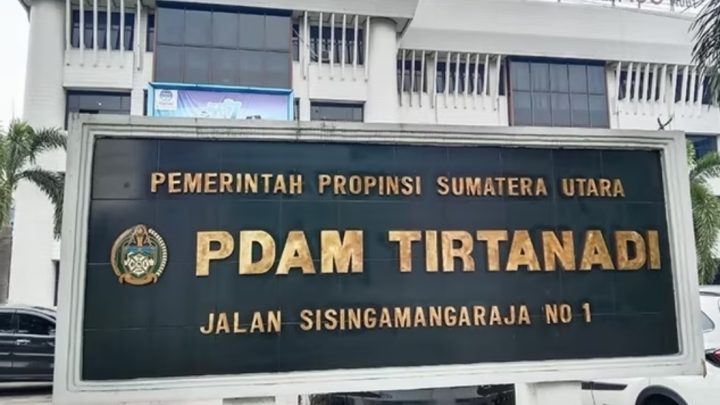 PEMERINTAH PROPINSI SUMATERA UTARA
PDAM TIRTANADI
JALAN SISINGAMANGARAJA NO 1